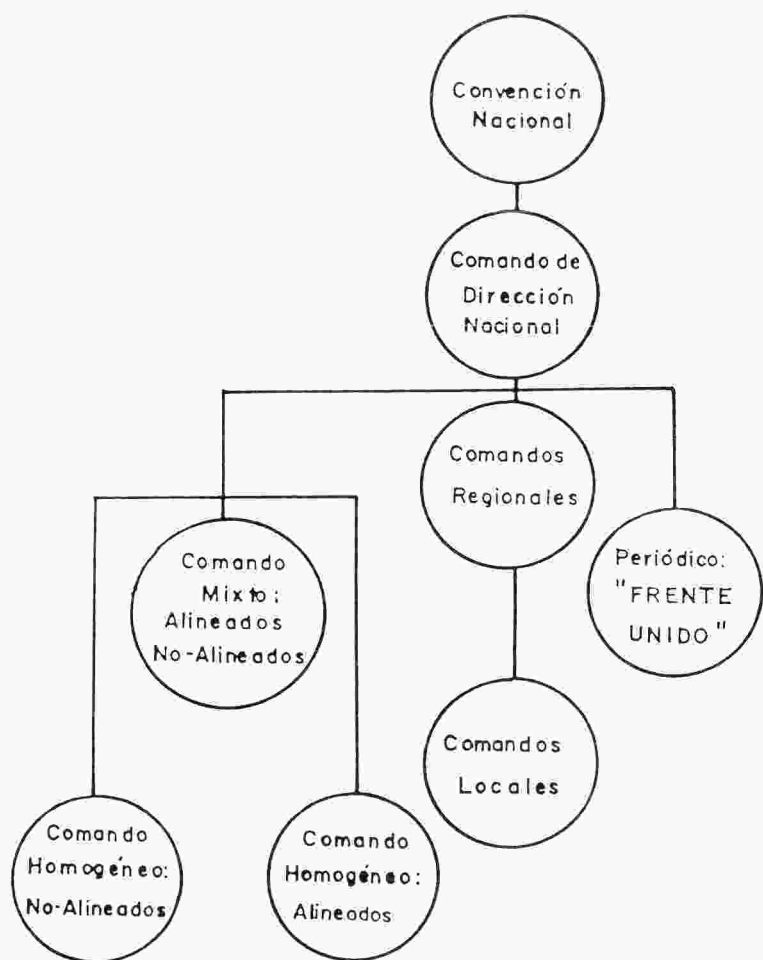 Convención
Nacional
Comando de
Dirección
Nacional
Comandos
Regionales
Comando
Mixto:
Alineados
No-Alineados
Periódico:
"FRENTE
UNIDO"
Comandos
Locales
Comando
Homogéneo:
No-Alineados
Comando
Homogéneo:
Alineados